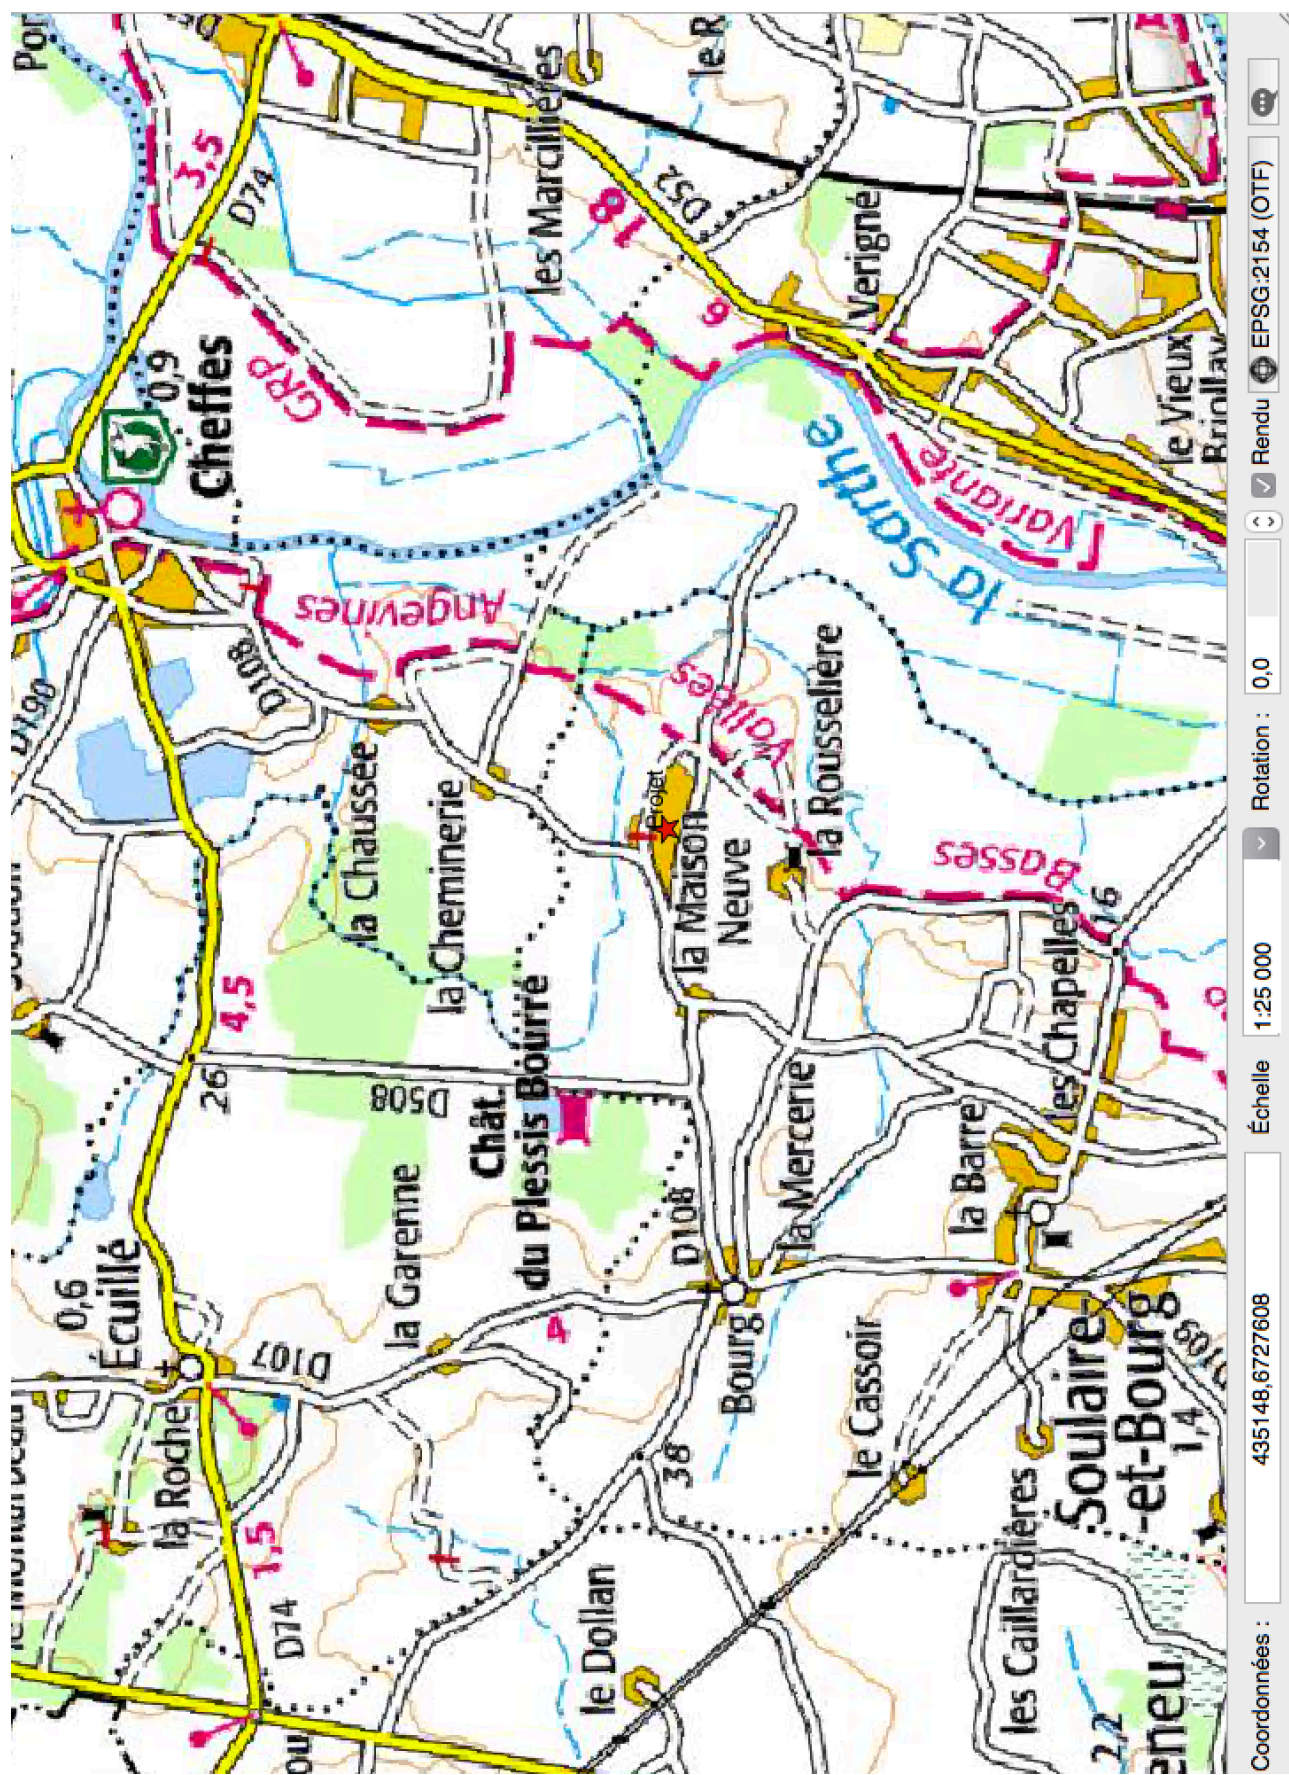 3,5
D74
les Marcillières
le R
18
D52
9
Verigné
le Vieux
Briollay
GRP
0,9
Cheffes
Variante
la Sarthe
Angevines
D108
D190
Vallées
la Rousselière
la Chaussée
la Cheminerie
Projet
la Maison
Neuve
Basses
16
les Chapelles
4,5
26
D508
Chât.
du Plessis Bourré
la Mercerie
la Barre
D108
la Garenne
0,6
Écuillé
D107
4
Bourg
le Cassoir
Soulaire-
-et-Bourg
D109
1,4
38
la Roche
1,5
D74
le Dollan
les Caillardières
2,2
Coordonnées :
435148,6727608
Échelle
1:25 000
Rotation :
0,0
Rendu
EPSG:2154 (OTF)